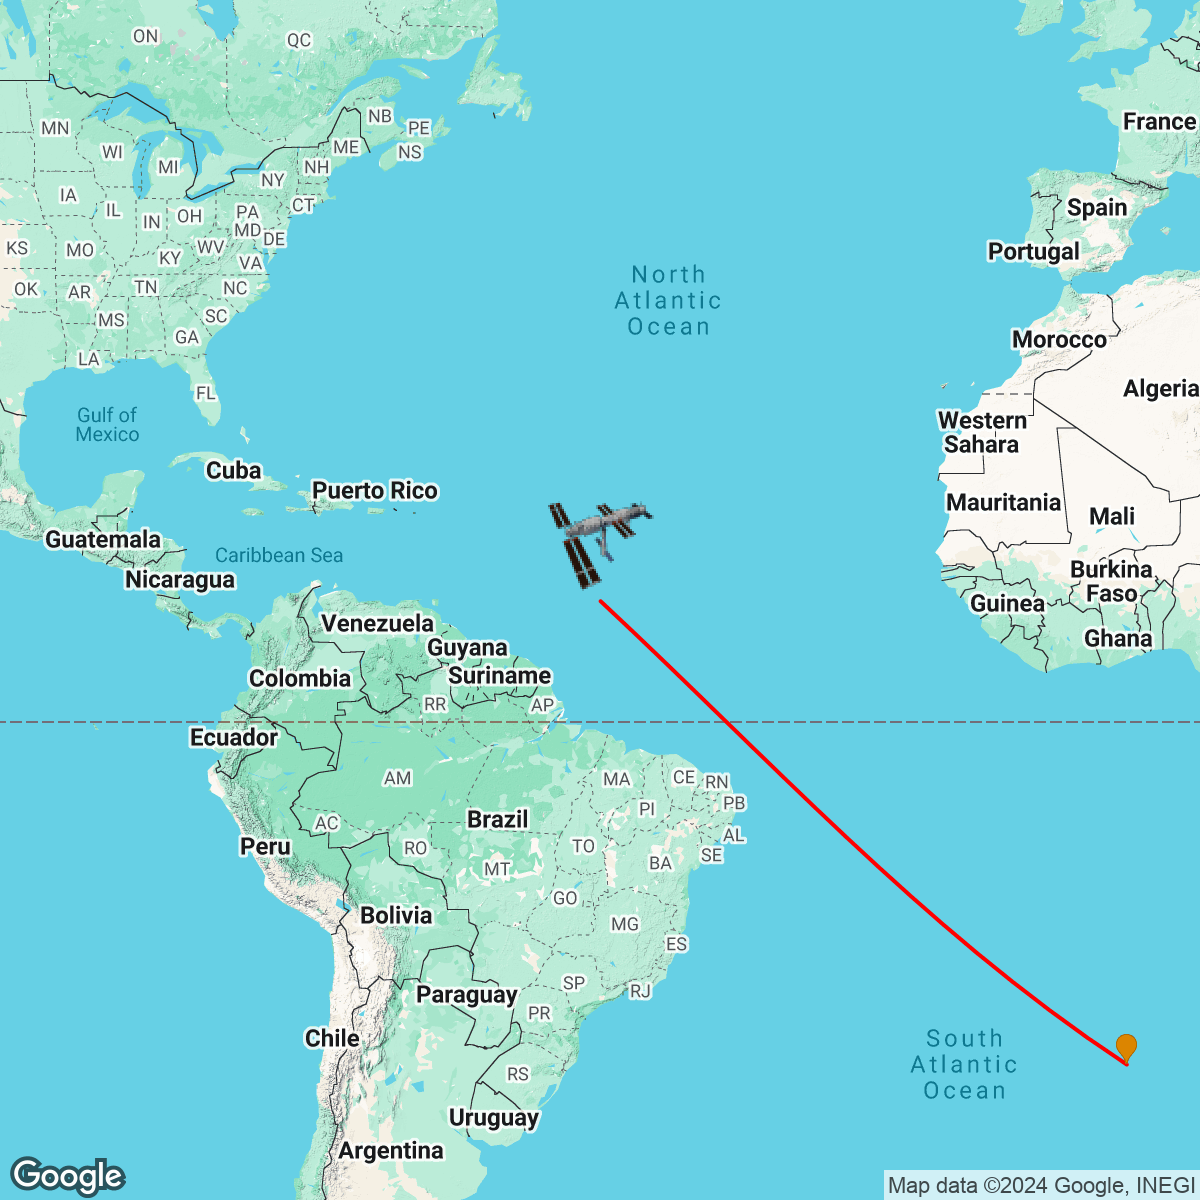 ON
QC
MN
WI
MI
NB
PE
NS
ME
NH
NY
CT
IA
IL
IN
OH
PA
MD
DE
KS
MO
KY
WV
VA
OK
AR
TN
NC
MS
SC
GA
LA
FL
France
Spain
Portugal
North
Atlantic
Ocean
Morocco
Algeria
Gulf of
Mexico
Western
Sahara
Cuba
Puerto Rico
Mauritania
Mali
Guatemala
Caribbean Sea
Nicaragua
Burkina
Faso
Guinea
Ghana
Venezuela
Guyana
Suriname
Colombia
RR
AP
Ecuador
AM
MA
CE
RN
PI
PB
AC
Brazil
AL
Peru
RO
TO
SE
MT
BA
GO
Bolivia
MG
ES
SP
RJ
Paraguay
PR
Chile
South
Atlantic
Ocean
RS
Uruguay
Argentina
Google
Map data ©2024 Google, INEGI